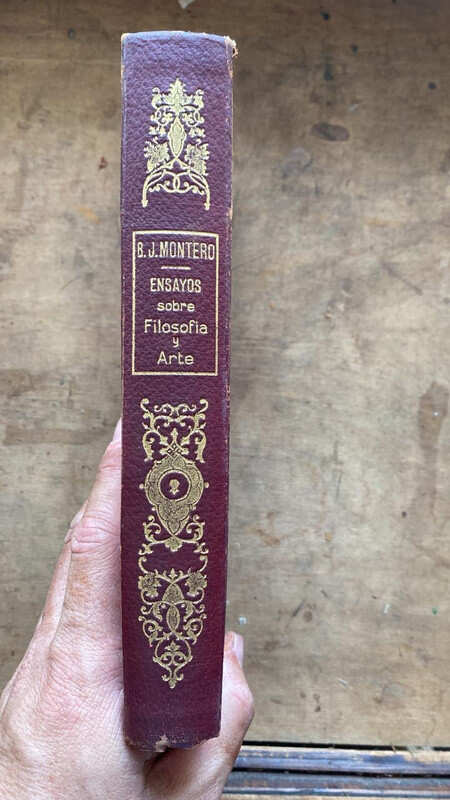 B.J. MONTERO
ENSAYOS
sobre
Filosofia
y
Arte